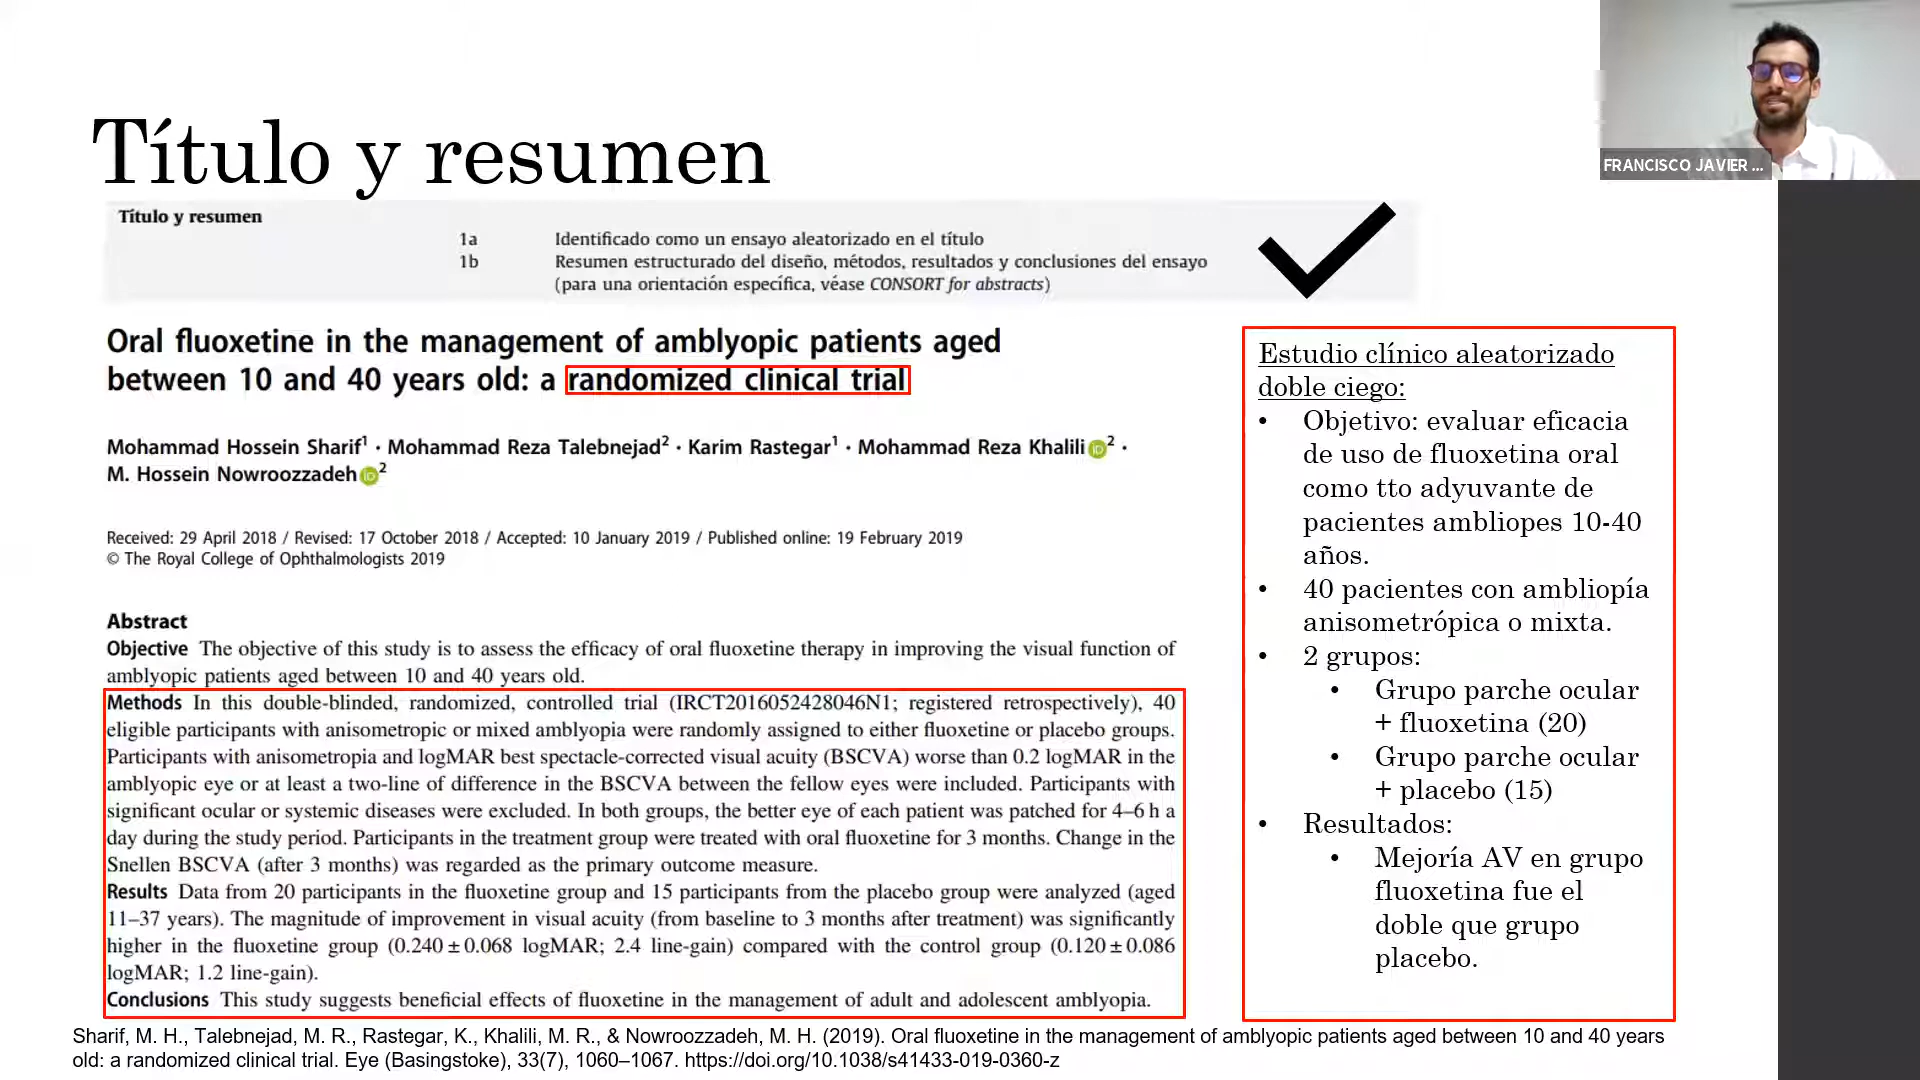 FRANCISCO JAVIER ...
Título y resumen
Título y resumen
1a Identificado como un ensayo aleatorizado en el título
1b Resumen estructurado del diseño, métodos, resultados y conclusiones del ensayo
(para una orientación específica, véase CONSORT for abstracts)
Oral fluoxetine in the management of amblyopic patients aged
between 10 and 40 years old: a randomized clinical trial
Mohammad Hossein Sharif1 · Mohammad Reza Talebnejad2 · Karim Rastegar1 · Mohammad Reza Khalili iD 2 ·
M. Hossein Nowroozzadeh iD 2
Received: 29 April 2018 / Revised: 17 October 2018 / Accepted: 10 January 2019 / Published online: 19 February 2019
© The Royal College of Ophthalmologists 2019
Abstract
Objective The objective of this study is to assess the efficacy of oral fluoxetine therapy in improving the visual function of
amblyopic patients aged between 10 and 40 years old.
Methods In this double-blinded, randomized, controlled trial (IRCT2016052428046N1; registered retrospectively), 40
eligible participants with anisometropic or mixed amblyopia were randomly assigned to either fluoxetine or placebo groups.
Participants with anisometropia and logMAR best spectacle-corrected visual acuity (BSCVA) worse than 0.2 logMAR in the
amblyopic eye or at least a two-line of difference in the BSCVA between the fellow eyes were included. Participants with
significant ocular or systemic diseases were excluded. In both groups, the better eye of each patient was patched for 4–6 h a
day during the study period. Participants in the treatment group were treated with oral fluoxetine for 3 months. Change in the
Snellen BSCVA (after 3 months) was regarded as the primary outcome measure.
Results Data from 20 participants in the fluoxetine group and 15 participants from the placebo group were analyzed (aged
11–37 years). The magnitude of improvement in visual acuity (from baseline to 3 months after treatment) was significantly
higher in the fluoxetine group (0.240 ± 0.068 logMAR; 2.4 line-gain) compared with the control group (0.120 ± 0.086
logMAR; 1.2 line-gain).
Conclusions This study suggests beneficial effects of fluoxetine in the management of adult and adolescent amblyopia.
Estudio clínico aleatorizado
doble ciego:
• Objetivo: evaluar eficacia
de uso de fluoxetina oral
como tto adyuvante de
pacientes ambliopes 10-40
años.
• 40 pacientes con ambliopía
anisometrópica o mixta.
• 2 grupos:
• Grupo parche ocular
+ fluoxetina (20)
• Grupo parche ocular
+ placebo (15)
• Resultados:
• Mejoría AV en grupo
fluoxetina fue el
doble que grupo
placebo.
Sharif, M. H., Talebnejad, M. R., Rastegar, K., Khalili, M. R., & Nowroozzadeh, M. H. (2019). Oral fluoxetine in the management of amblyopic patients aged between 10 and 40 years
old: a randomized clinical trial. Eye (Basingstoke), 33(7), 1060–1067. https://doi.org/10.1038/s41433-019-0360-z